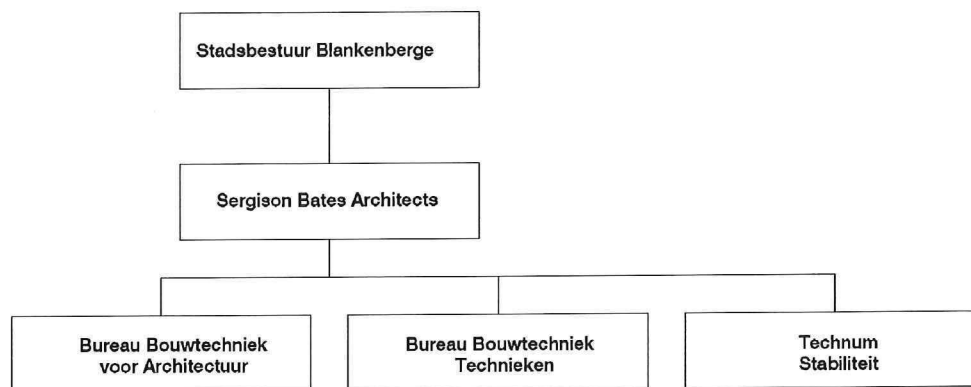 Stadsbestuur Blankenberge
Sergison Bates Architects
Bureau Bouwtechniek
voor Architectuur
Bureau Bouwtechniek
Technieken
Technum
Stabiliteit